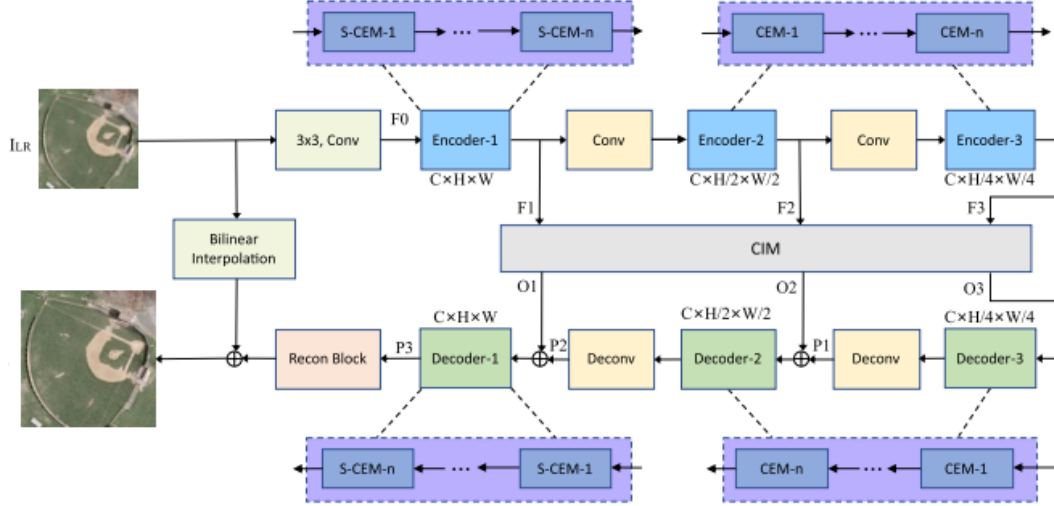 S-CEM-1 ... S-CEM-n
CEM-1 ... CEM-n
ILR
3x3, Conv
F0
Encoder-1
Conv
Encoder-2
Conv
Encoder-3
C×H×W
C×H/2×W/2
C×H/4×W/4
F1
F2
F3
Bilinear
Interpolation
CIM
O1
O2
O3
C×H×W
C×H/2×W/2
C×H/4×W/4
Recon Block
P3
Decoder-1
P2
Deconv
Decoder-2
P1
Deconv
Decoder-3
S-CEM-n ... S-CEM-1
CEM-n ... CEM-1